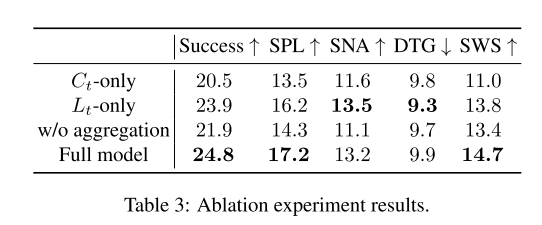 Success ↑ SPL ↑ SNA ↑ DTG ↓ SWS ↑
Cₜ-only 20.5 13.5 11.6 9.8 11.0
Lₜ-only 23.9 16.2 13.5 9.3 13.8
w/o aggregation 21.9 14.3 11.1 9.7 13.4
Full model 24.8 17.2 13.2 9.9 14.7
Table 3: Ablation experiment results.